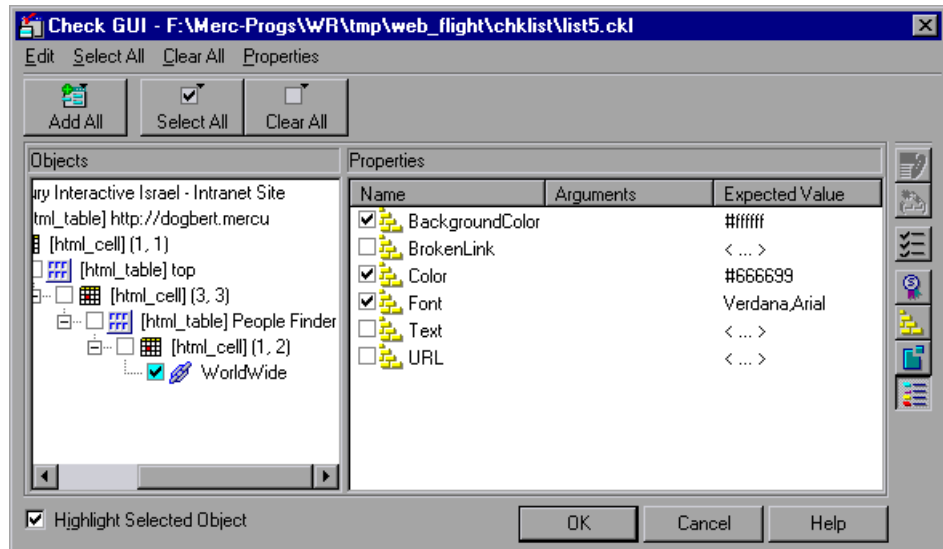 Check GUI - F:\Merc-Progs\WR\tmp\web_flight\chklist\list5.ckl
Edit Select All Clear All Properties
Add All Select All Clear All
Objects
ury Interactive Israel - Intranet Site
tml_table] http://dogbert.mercu
[html_cell] (1, 1)
[html_table] top
[html_cell] (3, 3)
[html_table] People Finder
[html_cell] (1, 2)
WorldWide
Properties
Name Arguments Expected Value
BackgroundColor #ffffff
BrokenLink < ... >
Color #666699
Font Verdana,Arial
Text < ... >
URL < ... >
Highlight Selected Object
OK Cancel Help